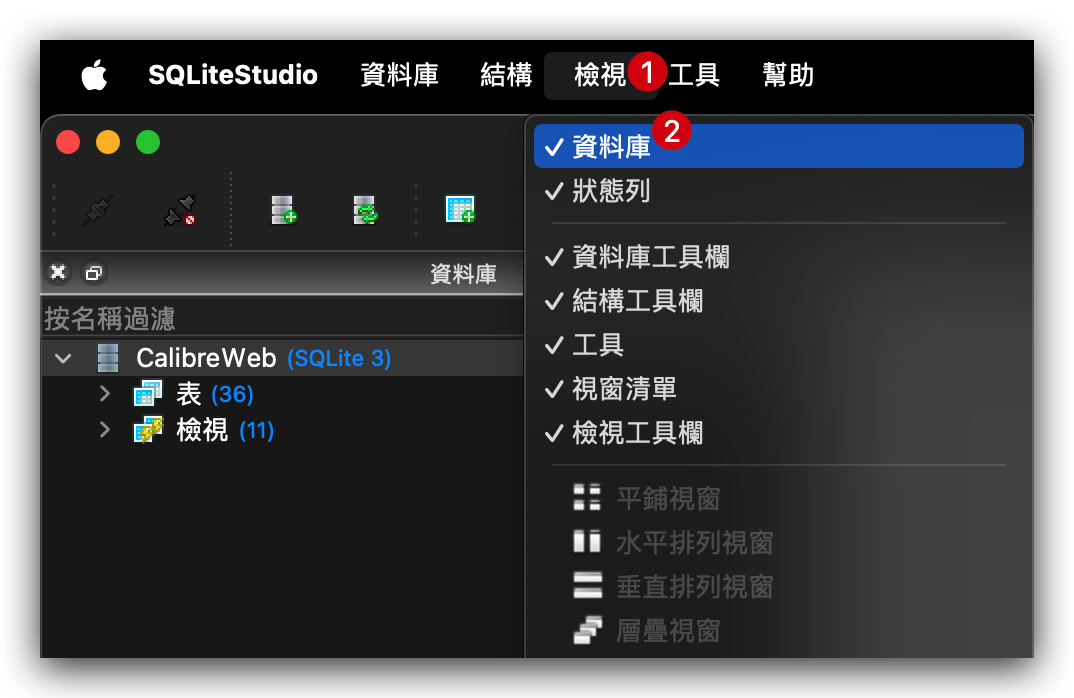 SQLiteStudio 資料庫 結構 檢視 1 工具 幫助
2
資料庫
狀態列
資料庫工具欄
結構工具欄
工具
視窗清單
檢視工具欄
平鋪視窗
水平排列視窗
垂直排列視窗
層疊視窗
資料庫
按名稱過濾
CalibreWeb (SQLite 3)
表 (36)
檢視 (11)